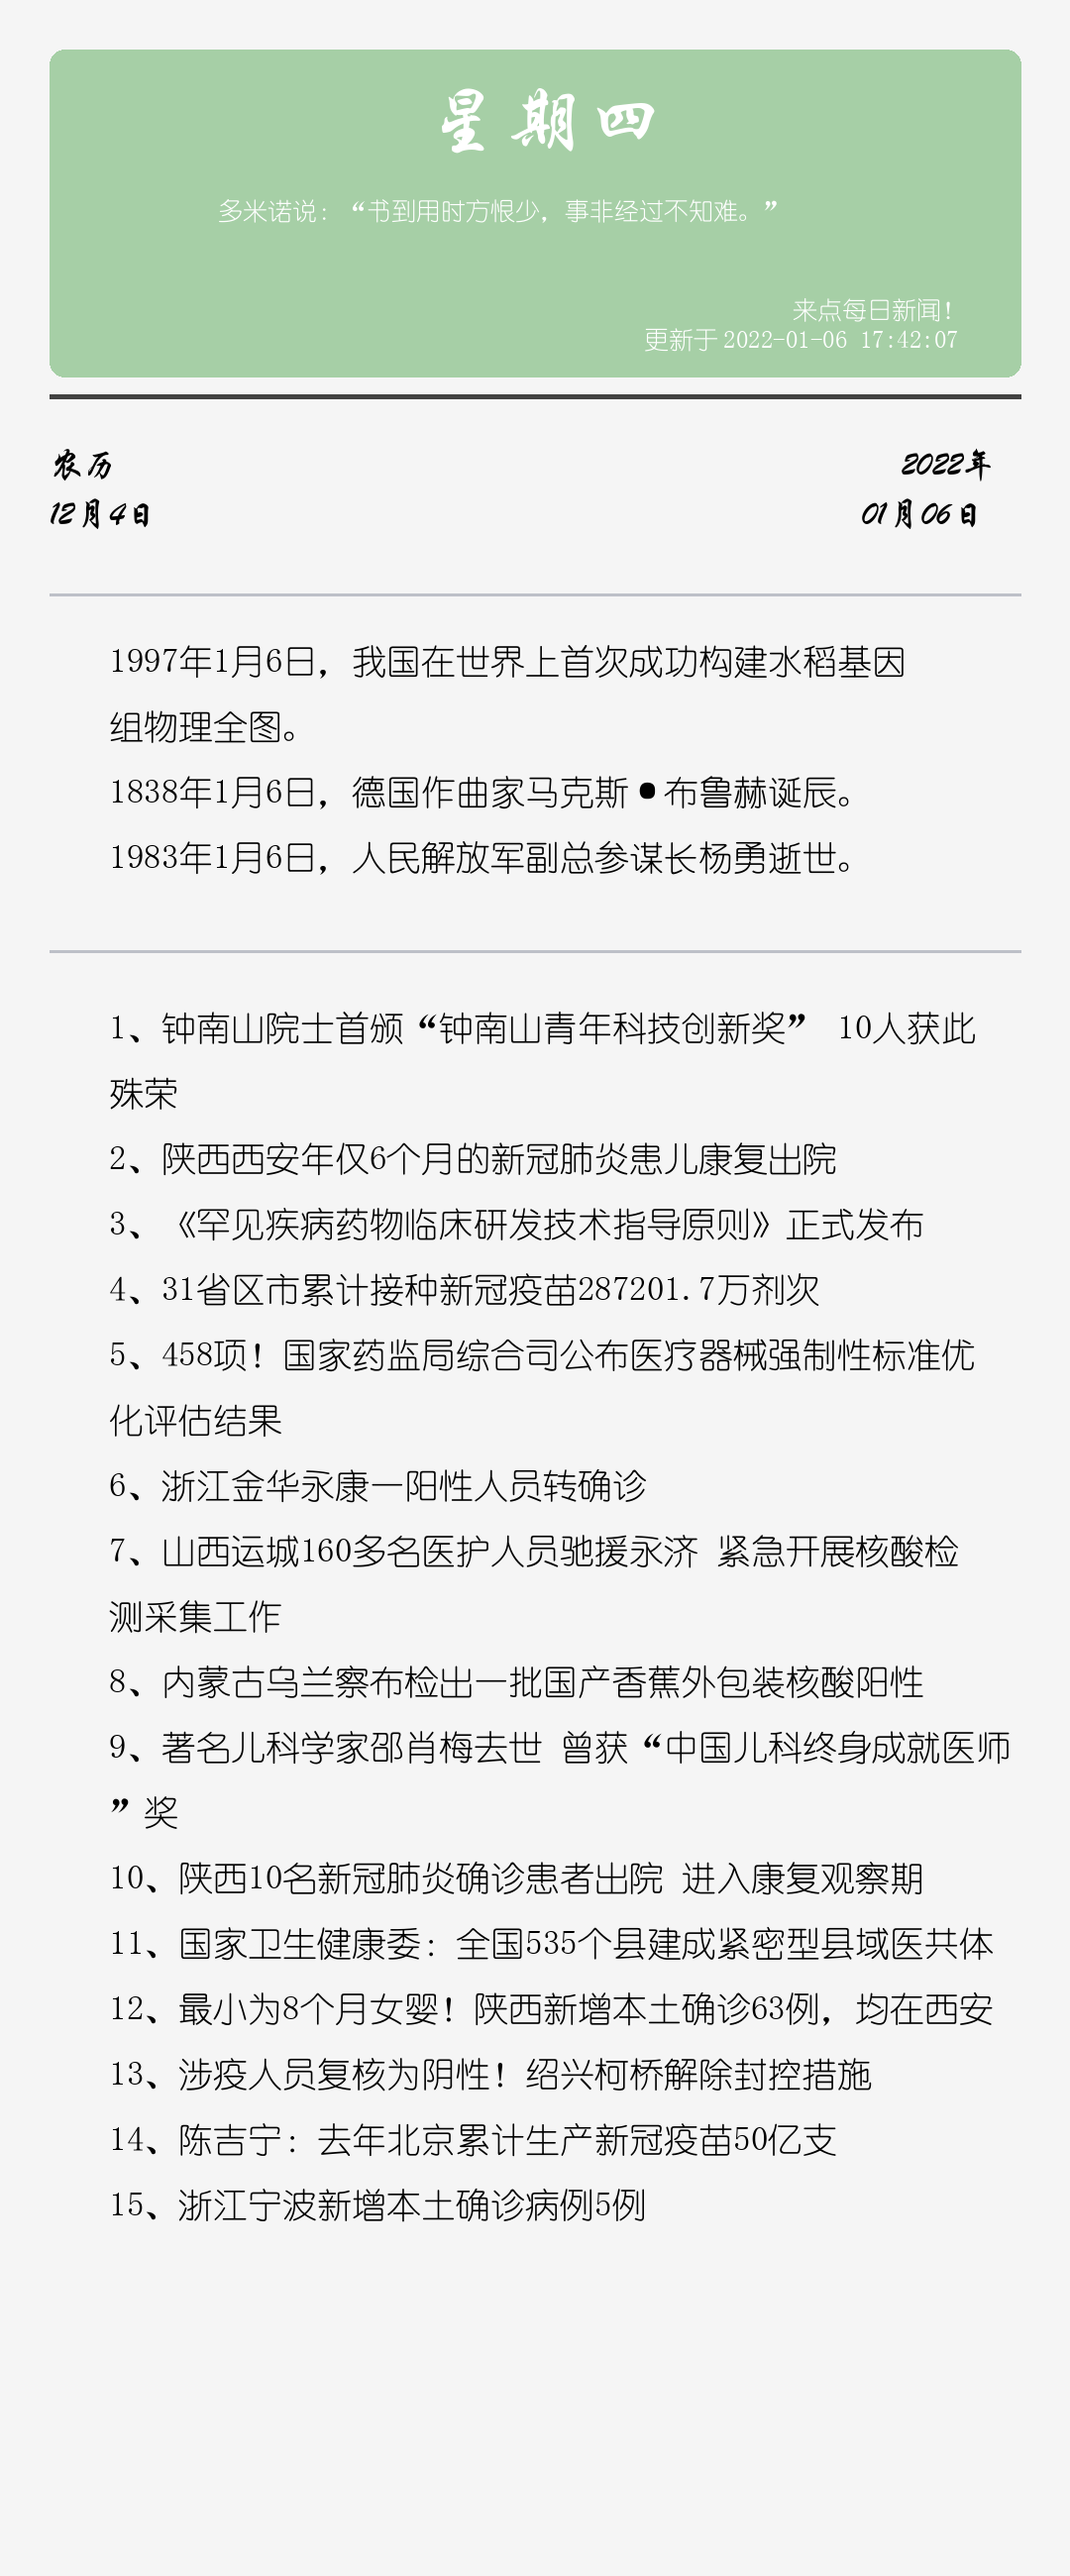 星期四
多米诺说：“书到用时方恨少，事非经过不知难。”
来点每日新闻！
更新于2022-01-06 17:42:07
农历
2022年
12月4日
01月06日
1997年1月6日，我国在世界上首次成功构建水稻基因
组物理全图。
1838年1月6日，德国作曲家马克斯•布鲁赫诞辰。
1983年1月6日，人民解放军副总参谋长杨勇逝世。
1、钟南山院士首颁“钟南山青年科技创新奖” 10人获此
殊荣
2、陕西西安年仅6个月的新冠肺炎患儿康复出院
3、《罕见疾病药物临床研发技术指导原则》正式发布
4、31省区市累计接种新冠疫苗287201.7万剂次
5、458项！国家药监局综合司公布医疗器械强制性标准优
化评估结果
6、浙江金华永康一阳性人员转确诊
7、山西运城160多名医护人员驰援永济 紧急开展核酸检
测采集工作
8、内蒙古乌兰察布检出一批国产香蕉外包装核酸阳性
9、著名儿科学家邵肖梅去世 曾获“中国儿科终身成就医师
”奖
10、陕西10名新冠肺炎确诊患者出院 进入康复观察期
11、国家卫生健康委：全国535个县建成紧密型县域医共体
12、最小为8个月女婴！陕西新增本土确诊63例，均在西安
13、涉疫人员复核为阴性！绍兴柯桥解除封控措施
14、陈吉宁：去年北京累计生产新冠疫苗50亿支
15、浙江宁波新增本土确诊病例5例